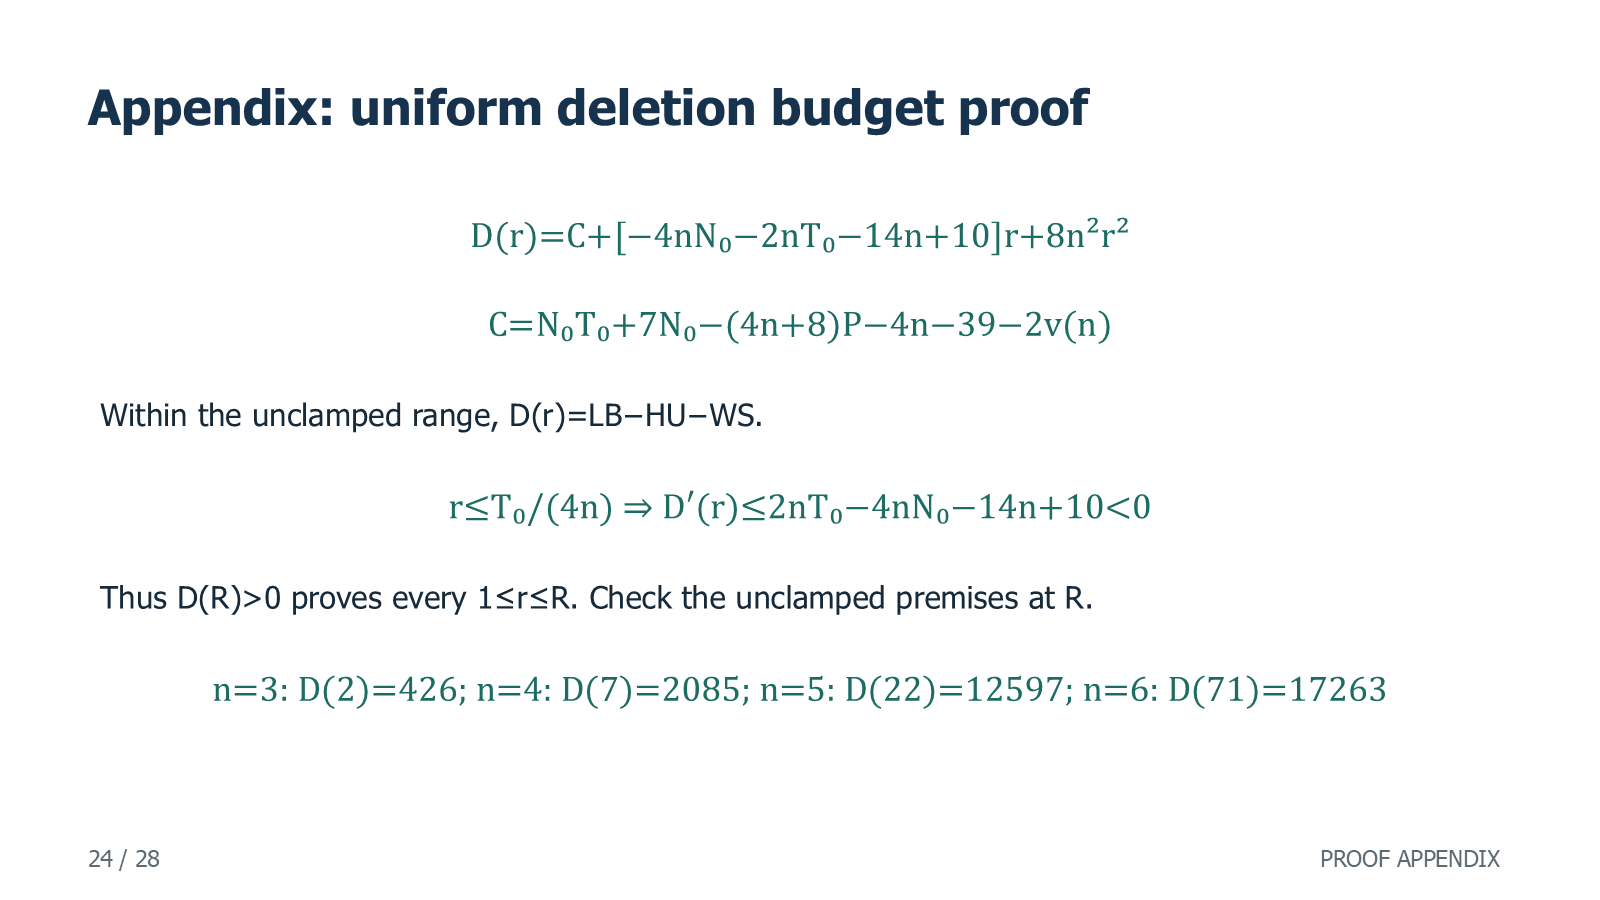 Appendix: uniform deletion budget proof
D(r)=C+[−4nN₀−2nT₀−14n+10]r+8n²r²
C=N₀T₀+7N₀−(4n+8)P−4n−39−2v(n)
Within the unclamped range, D(r)=LB−HU−WS.
r≤T₀/(4n) ⇒ D′(r)≤2nT₀−4nN₀−14n+10<0
Thus D(R)>0 proves every 1≤r≤R. Check the unclamped premises at R.
n=3: D(2)=426; n=4: D(7)=2085; n=5: D(22)=12597; n=6: D(71)=17263
24 / 28
PROOF APPENDIX